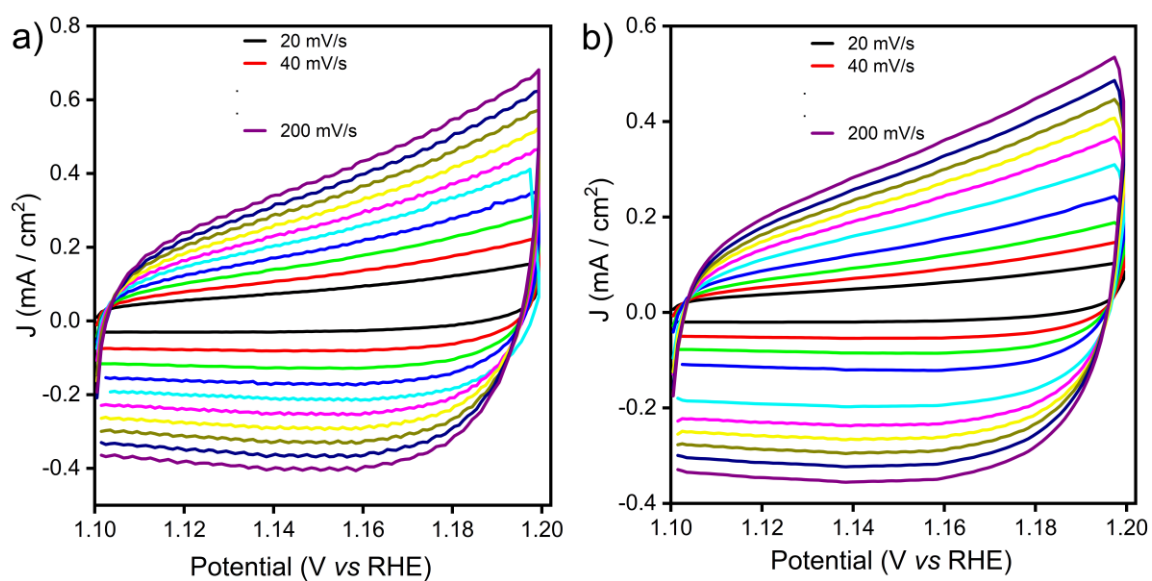 a)
20 mV/s
40 mV/s
.
.
200 mV/s
0.8
0.6
0.4
0.2
0.0
-0.2
-0.4
J (mA / cm²)
1.10
1.12
1.14
1.16
1.18
1.20
Potential (V vs RHE)
b)
20 mV/s
40 mV/s
.
.
200 mV/s
0.6
0.4
0.2
0.0
-0.2
-0.4
J (mA / cm²)
1.10
1.12
1.14
1.16
1.18
1.20
Potential (V vs RHE)